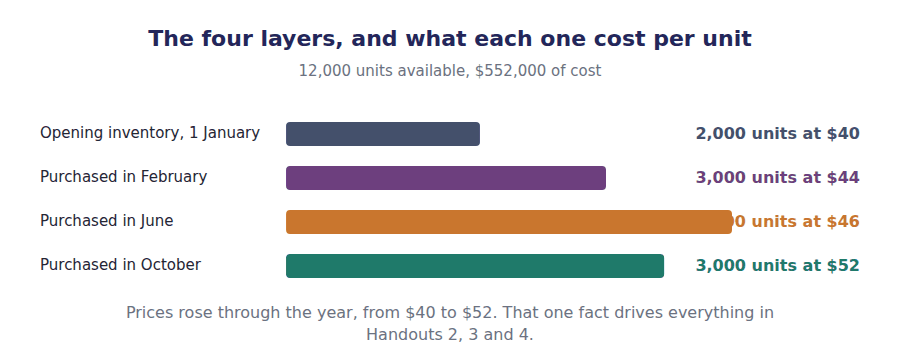 The four layers, and what each one cost per unit
12,000 units available, $552,000 of cost
Opening inventory, 1 January 2,000 units at $40
Purchased in February 3,000 units at $44
Purchased in June units at $46
Purchased in October 3,000 units at $52
Prices rose through the year, from $40 to $52. That one fact drives everything in
Handouts 2, 3 and 4.